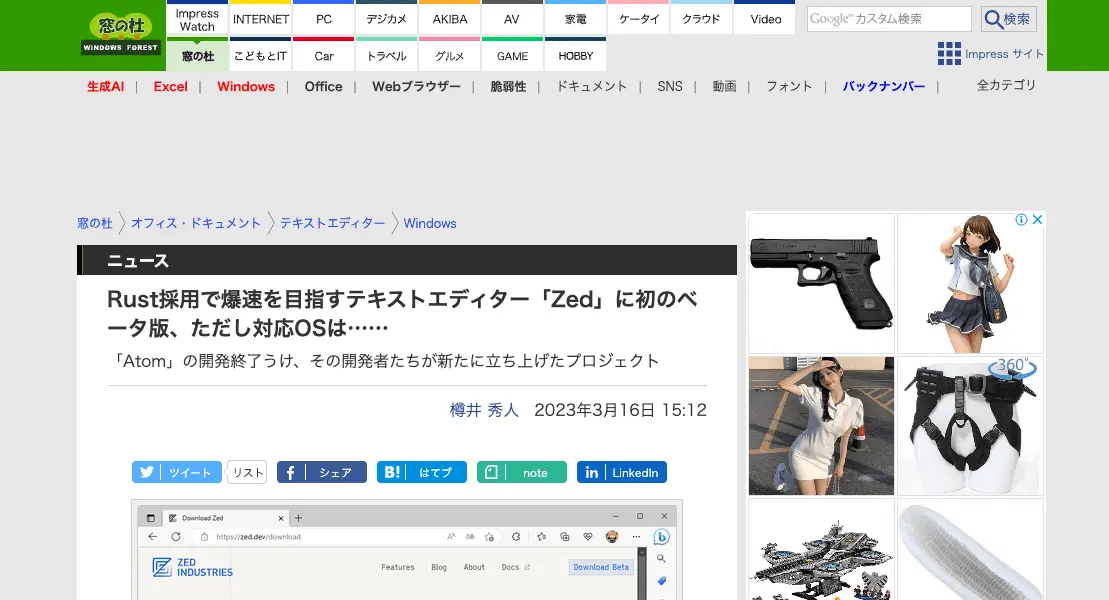 窓の杜
WINDOWS FOREST
Impress Watch
INTERNET
PC
デジカメ
AKIBA
AV
家電
ケータイ
クラウド
Video
窓の杜
こどもとIT
Car
トラベル
グルメ
GAME
HOBBY
Google™ カスタム検索
検索
Impress サイト
生成AI | Excel | Windows | Office | Webブラウザー | 脆弱性 | ドキュメント | SNS | 動画 | フォント | バックナンバー |
全カテゴリ
窓の杜 〉オフィス・ドキュメント 〉テキストエディター 〉Windows
ニュース
Rust採用で爆速を目指すテキストエディター「Zed」に初のベ
ータ版、ただし対応OSは……
「Atom」の開発終了うけ、その開発者たちが新たに立ち上げたプロジェクト
樽井 秀人 2023年3月16日 15:12
ツイート
リスト
シェア
B! はてブ
note
in LinkedIn
Download Zed
https://zed.dev/download
ZED
INDUSTRIES
Features
Blog
About
Docs
Download Beta
360°